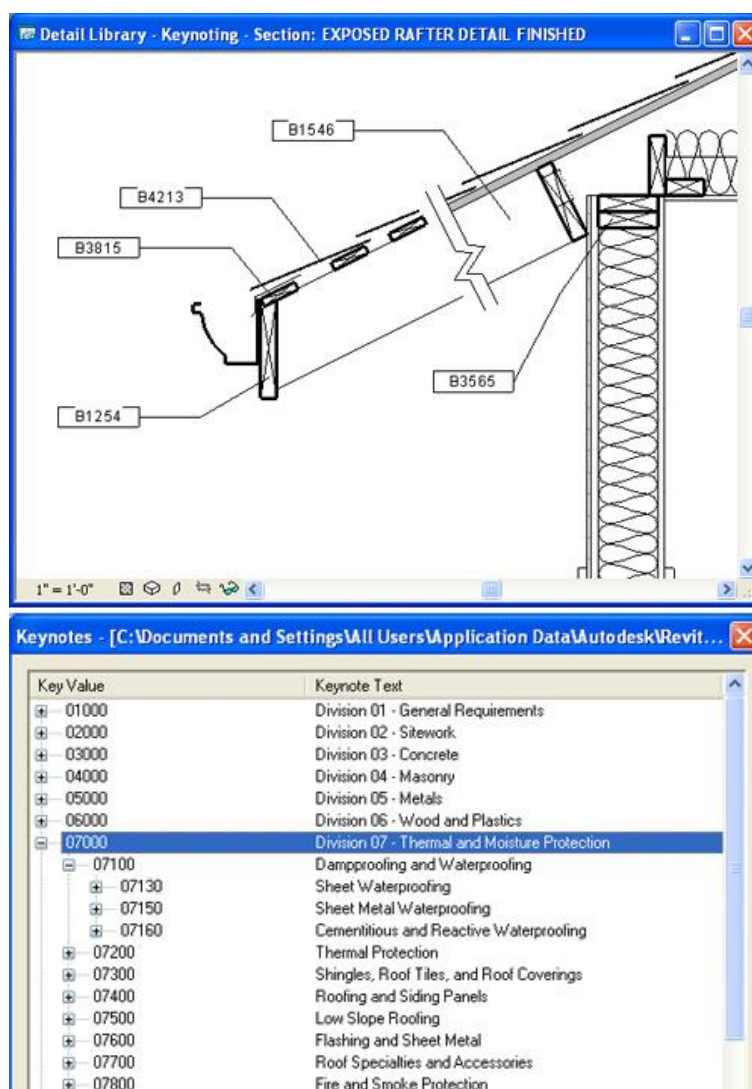 Detail Library - Keynoting - Section: EXPOSED RAFTER DETAIL FINISHED
B1546
B4213
B3815
B3565
B1254
1" = 1'-0"
Keynotes - [C:\Documents and Settings\All Users\Application Data\Autodesk\Revit...
Key Value Keynote Text
01000 Division 01 - General Requirements
02000 Division 02 - Sitework
03000 Division 03 - Concrete
04000 Division 04 - Masonry
05000 Division 05 - Metals
06000 Division 06 - Wood and Plastics
07000 Division 07 - Thermal and Moisture Protection
07100 Dampproofing and Waterproofing
07130 Sheet Waterproofing
07150 Sheet Metal Waterproofing
07160 Cementitious and Reactive Waterproofing
07200 Thermal Protection
07300 Shingles, Roof Tiles, and Roof Coverings
07400 Roofing and Siding Panels
07500 Low Slope Roofing
07600 Flashing and Sheet Metal
07700 Roof Specialties and Accessories
07800 Fire and Smoke Protection